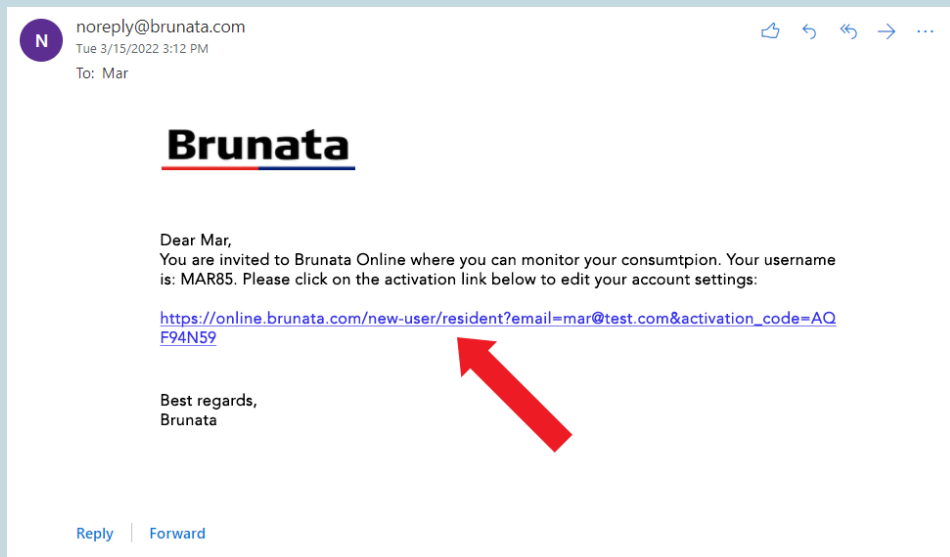 N
noreply@brunata.com
Tue 3/15/2022 3:12 PM
To: Mar
Brunata
Dear Mar,
You are invited to Brunata Online where you can monitor your consumtpion. Your username
is: MAR85. Please click on the activation link below to edit your account settings:
https://online.brunata.com/new-user/resident?email=mar@test.com&activation_code=AQ
F94N59
Best regards,
Brunata
Reply
Forward